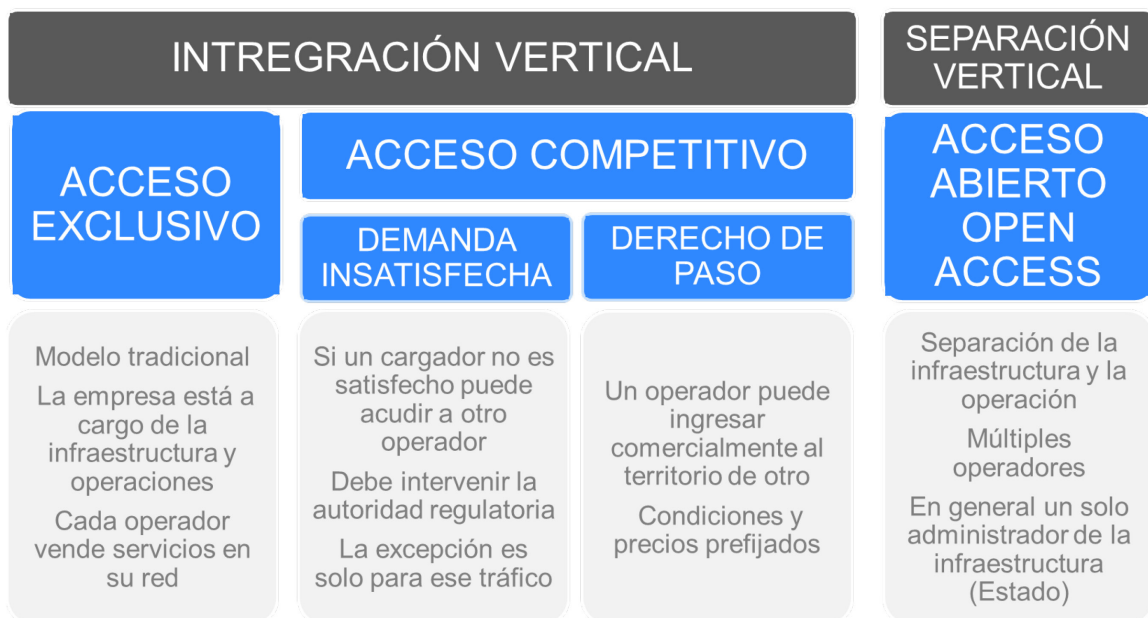 INTREGRACIÓN VERTICAL
SEPARACIÓN
VERTICAL
ACCESO
EXCLUSIVO
ACCESO COMPETITIVO
DEMANDA
INSATISFECHA
DERECHO DE
PASO
ACCESO
ABIERTO
OPEN
ACCESS
Modelo tradicional
La empresa está a
cargo de la
infraestructura y
operaciones
Cada operador
vende servicios en
su red
Si un cargador no es
satisfecho puede
acudir a otro
operador
Debe intervenir la
autoridad regulatoria
La excepción es
solo para ese tráfico
Un operador puede
ingresar
comercialmente al
territorio de otro
Condiciones y
precios prefijados
Separación de la
infraestructura y la
operación
Múltiples
operadores
En general un solo
administrador de la
infraestructura
(Estado)